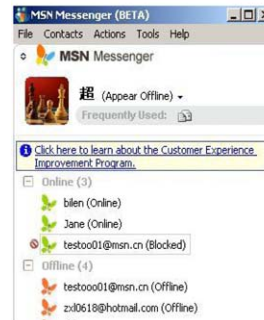 MSN Messenger (BETA)
File Contacts Actions Tools Help
MSN Messenger
超 (Appear Offline)
Frequently Used:
Click here to learn about the Customer Experience
Improvement Program.
Online (3)
bilen (Online)
Jane (Online)
testoo01@msn.cn (Blocked)
Offline (4)
testooo01@msn.cn (Offline)
zxl0618@hotmail.com (Offline)